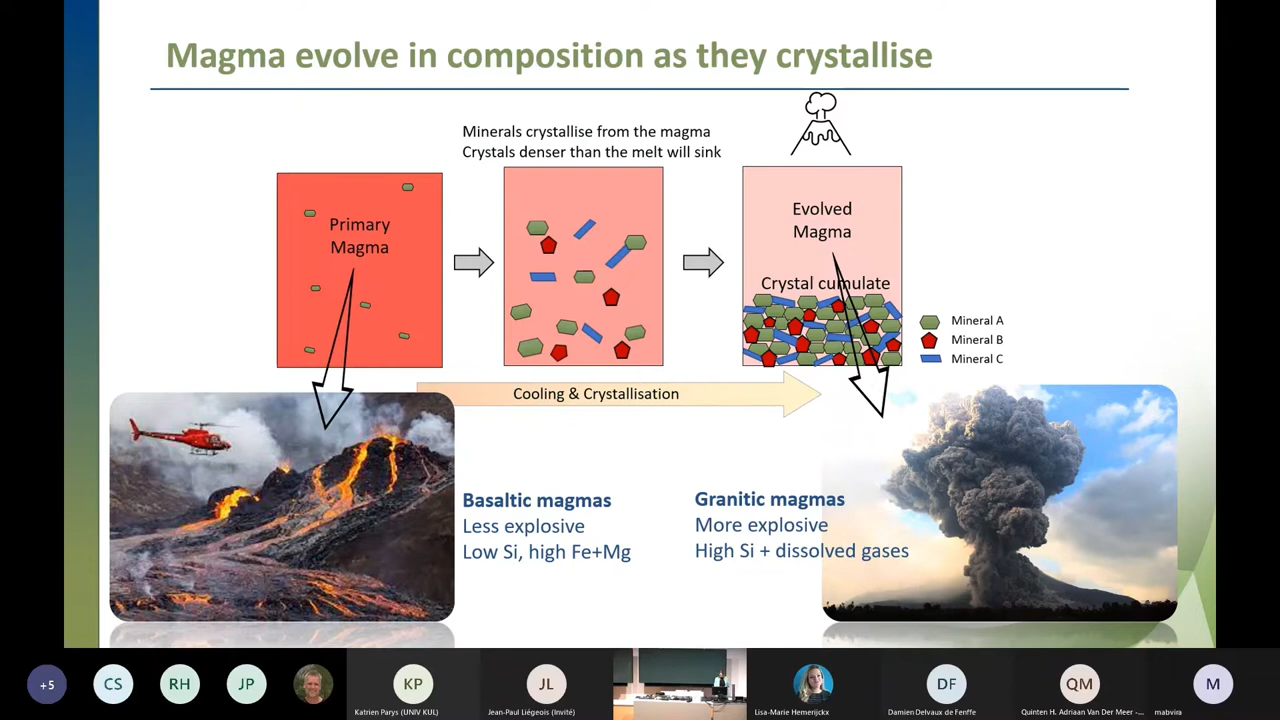 Magma evolve in composition as they crystallise
Minerals crystallise from the magma
Crystals denser than the melt will sink
Primary
Magma
Evolved
Magma
Crystal cumulate
Mineral A
Mineral B
Mineral C
Cooling & Crystallisation
Basaltic magmas
Less explosive
Low Si, high Fe+Mg
Granitic magmas
More explosive
High Si + dissolved gases
+5
CS
RH
JP
KP
JL
DF
QM
M
Katrien Parys (UNIV KUL)
Jean-Paul Liégeois (Invité)
Lisa-Marie Hemerijckx
Damien Delvaux de Fenffe
Quinten H. Adriaan Van Der Meer -...
mabvira